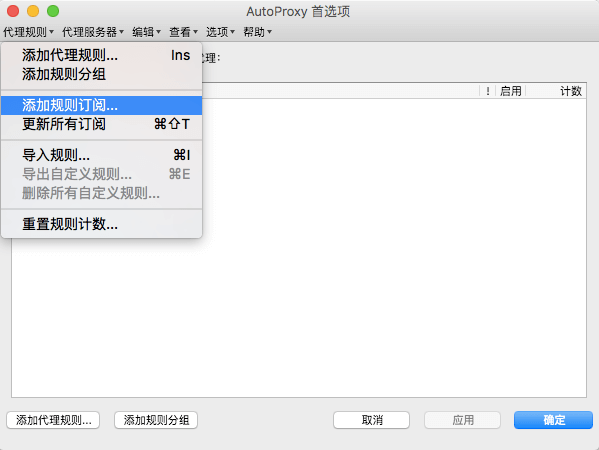 AutoProxy 首选项
代理规则▾ 代理服务器▾ 编辑▾ 查看▾ 选项▾ 帮助▾
代理：
! 启用 计数
添加代理规则... Ins
添加规则分组
添加规则订阅...
更新所有订阅 ⌘⇧T
导入规则... ⌘I
导出自定义规则... ⌘E
删除所有自定义规则...
重置规则计数...
添加代理规则... 添加规则分组 取消 应用 确定